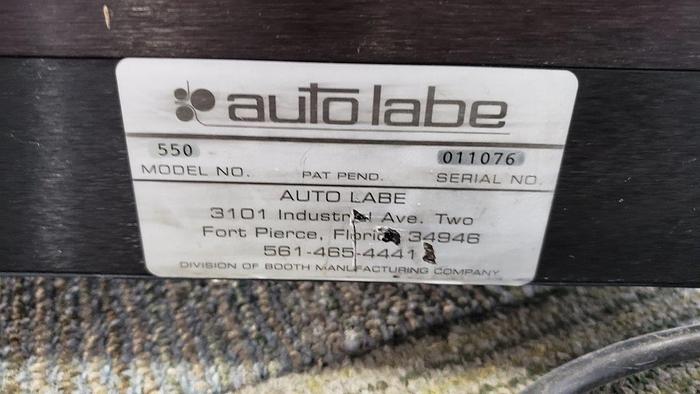 auto labe
550 011076
MODEL NO. PAT PEND. SERIAL NO.
AUTO LABE
3101 Industrial Ave. Two
Fort Pierce, Florida 34946
561-465-4441
DIVISION OF BOOTH MANUFACTURING COMPANY